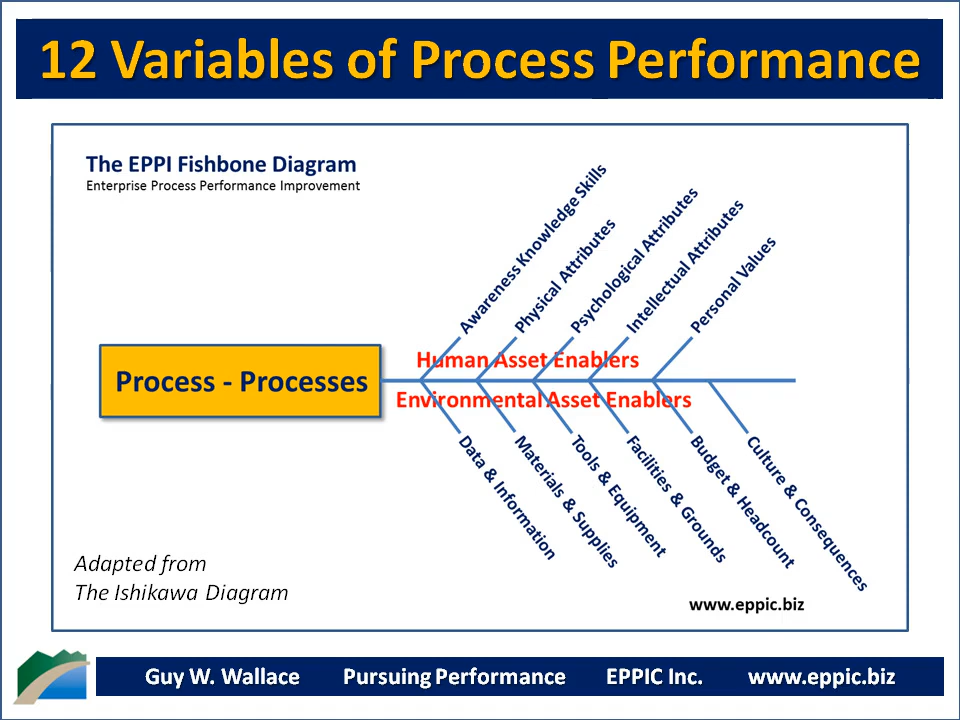 12 Variables of Process Performance
The EPPI Fishbone Diagram
Enterprise Process Performance Improvement
Awareness Knowledge Skills
Physical Attributes
Psychological Attributes
Intellectual Attributes
Personal Values
Human Asset Enablers
Process - Processes
Environmental Asset Enablers
Data & Information
Materials & Supplies
Tools & Equipment
Facilities & Grounds
Budget & Headcount
Culture & Consequences
Adapted from
The Ishikawa Diagram
www.eppic.biz
Guy W. Wallace Pursuing Performance EPPIC Inc. www.eppic.biz